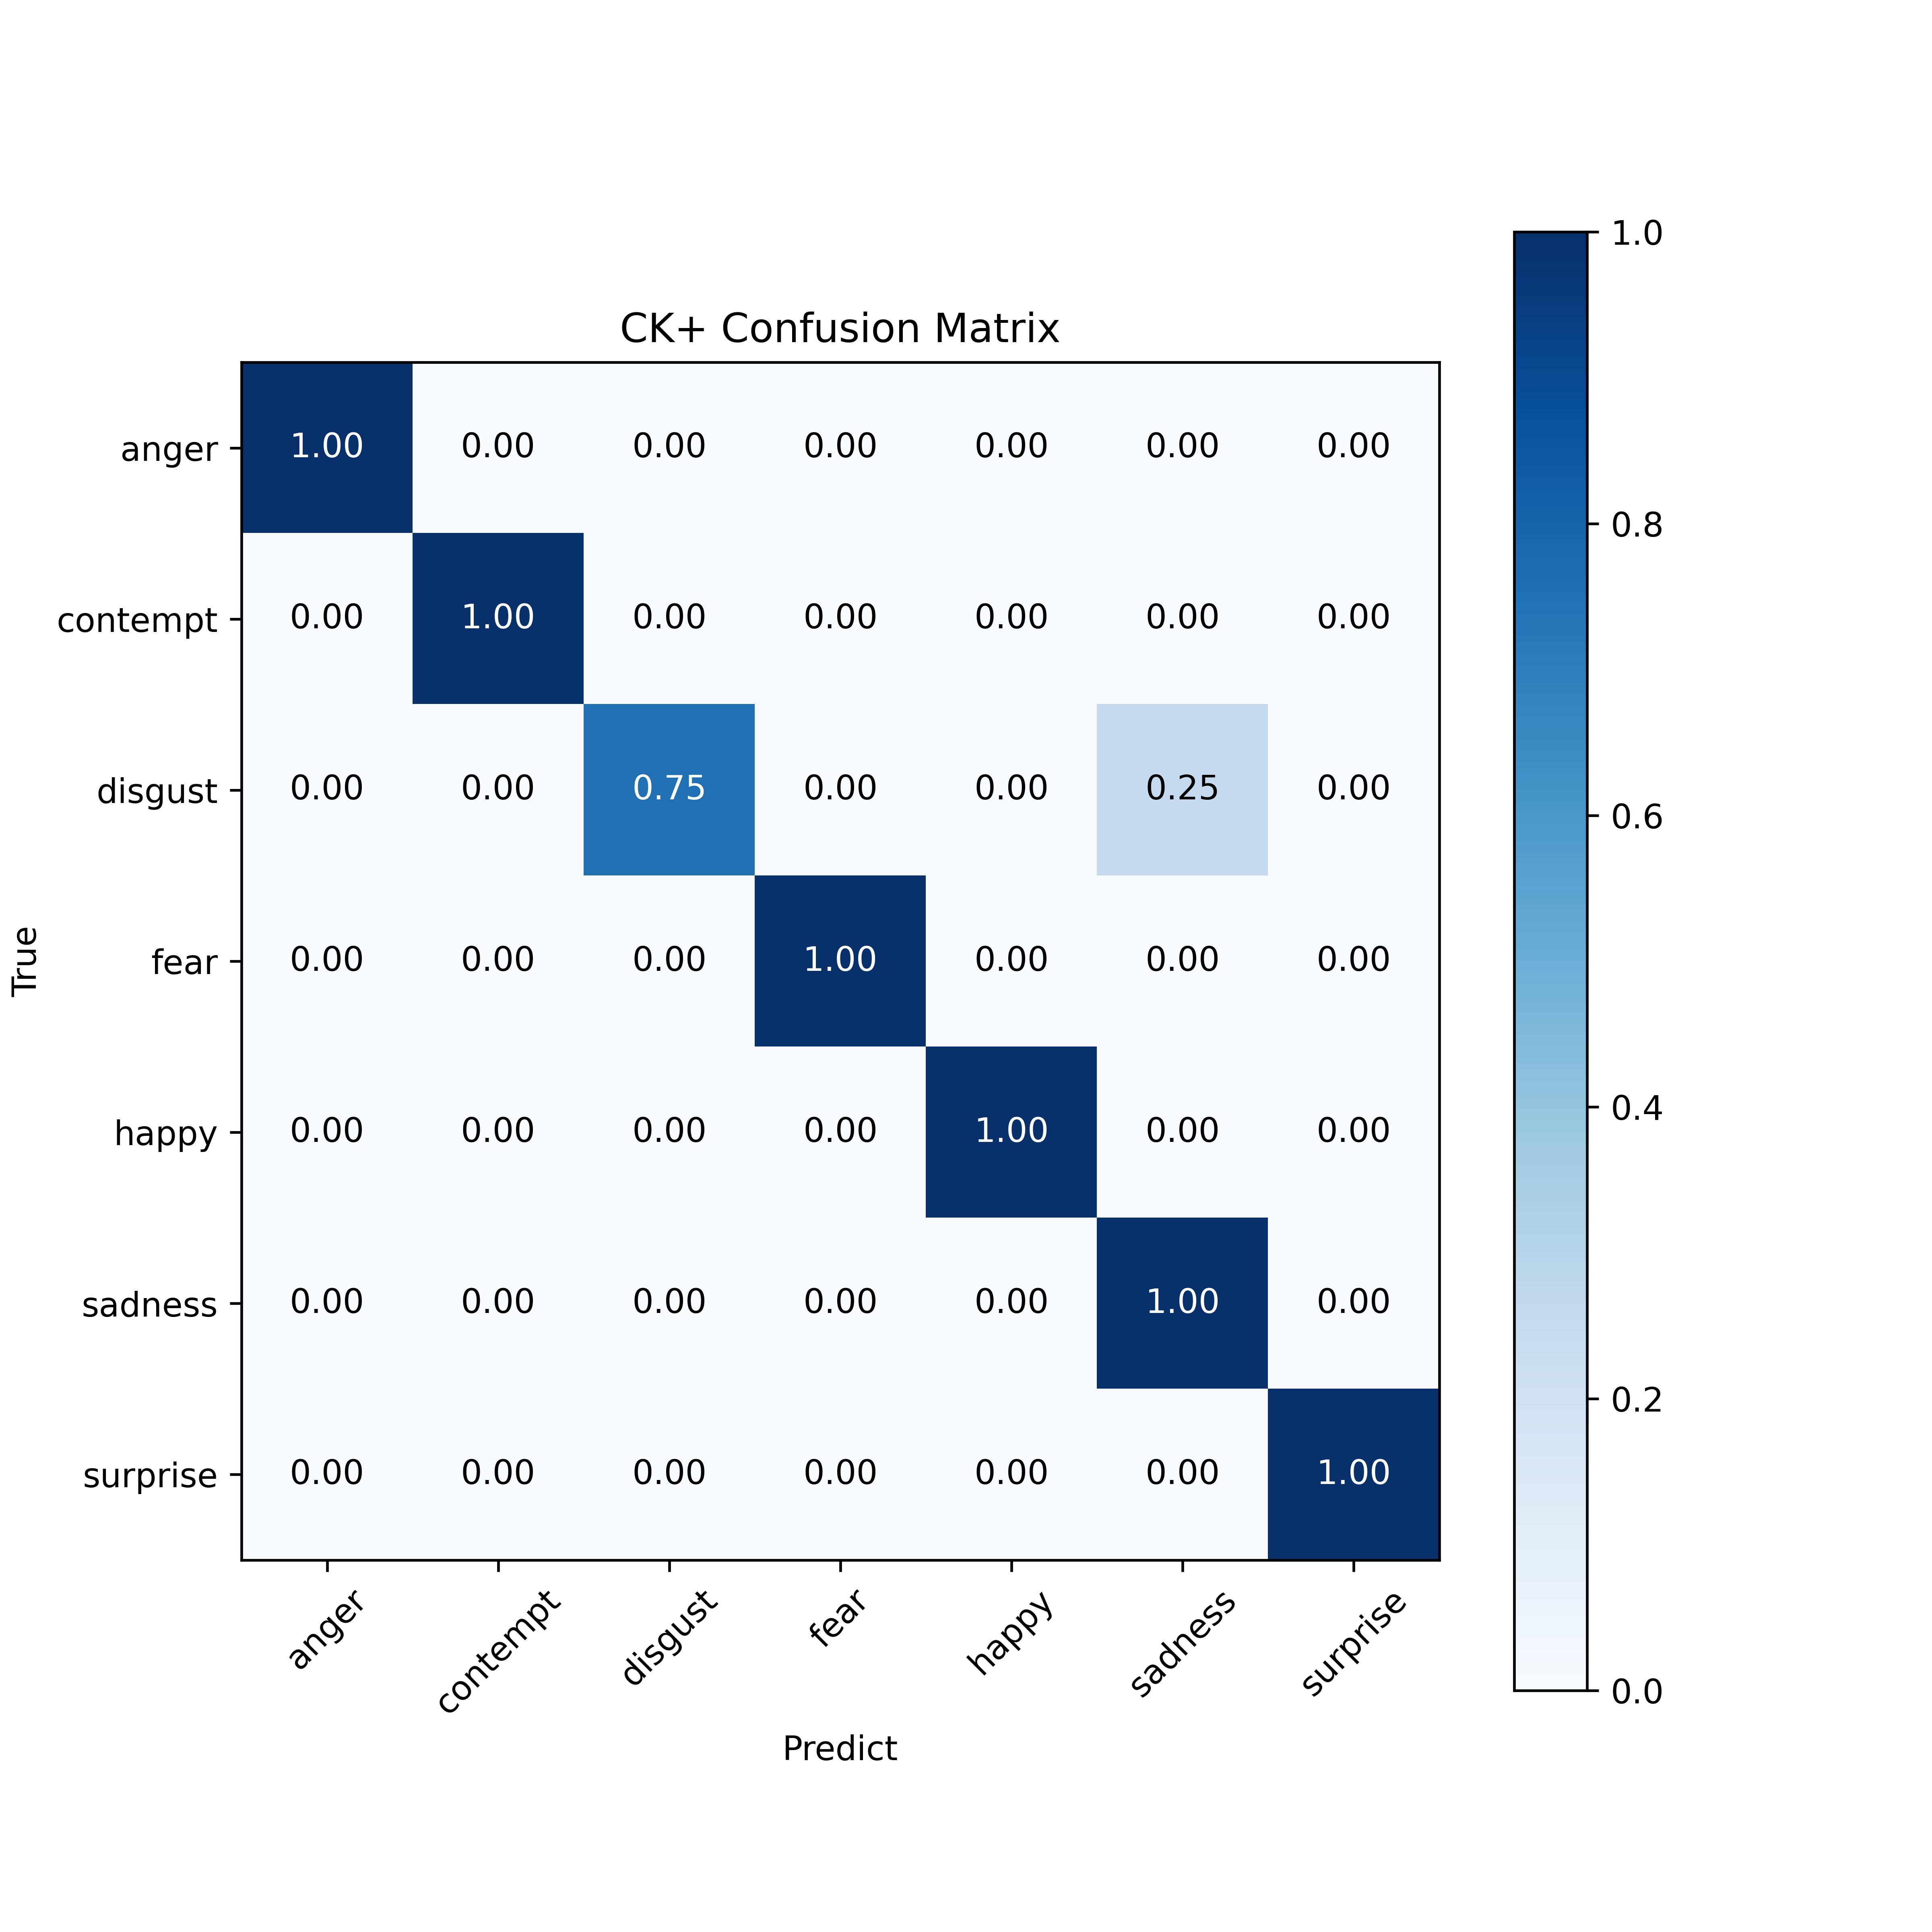 CK+ Confusion Matrix
anger 1.00 0.00 0.00 0.00 0.00 0.00 0.00
contempt 0.00 1.00 0.00 0.00 0.00 0.00 0.00
disgust 0.00 0.00 0.75 0.00 0.00 0.25 0.00
fear 0.00 0.00 0.00 1.00 0.00 0.00 0.00
happy 0.00 0.00 0.00 0.00 1.00 0.00 0.00
sadness 0.00 0.00 0.00 0.00 0.00 1.00 0.00
surprise 0.00 0.00 0.00 0.00 0.00 0.00 1.00
True
anger contempt disgust fear happy sadness surprise
Predict
1.0
0.8
0.6
0.4
0.2
0.0